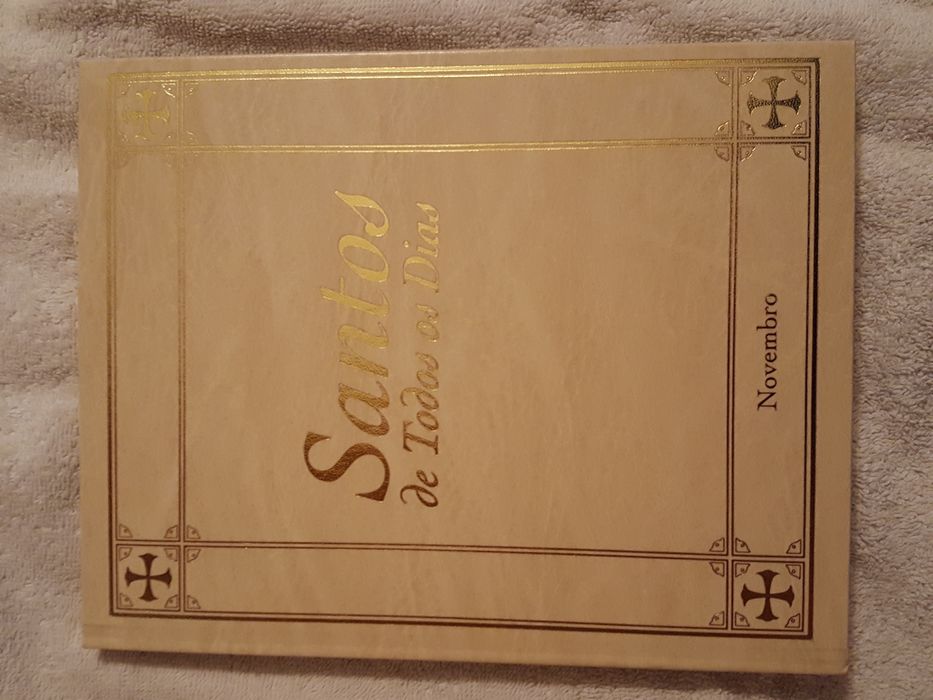 Santos
de Todos os Dias
Novembro